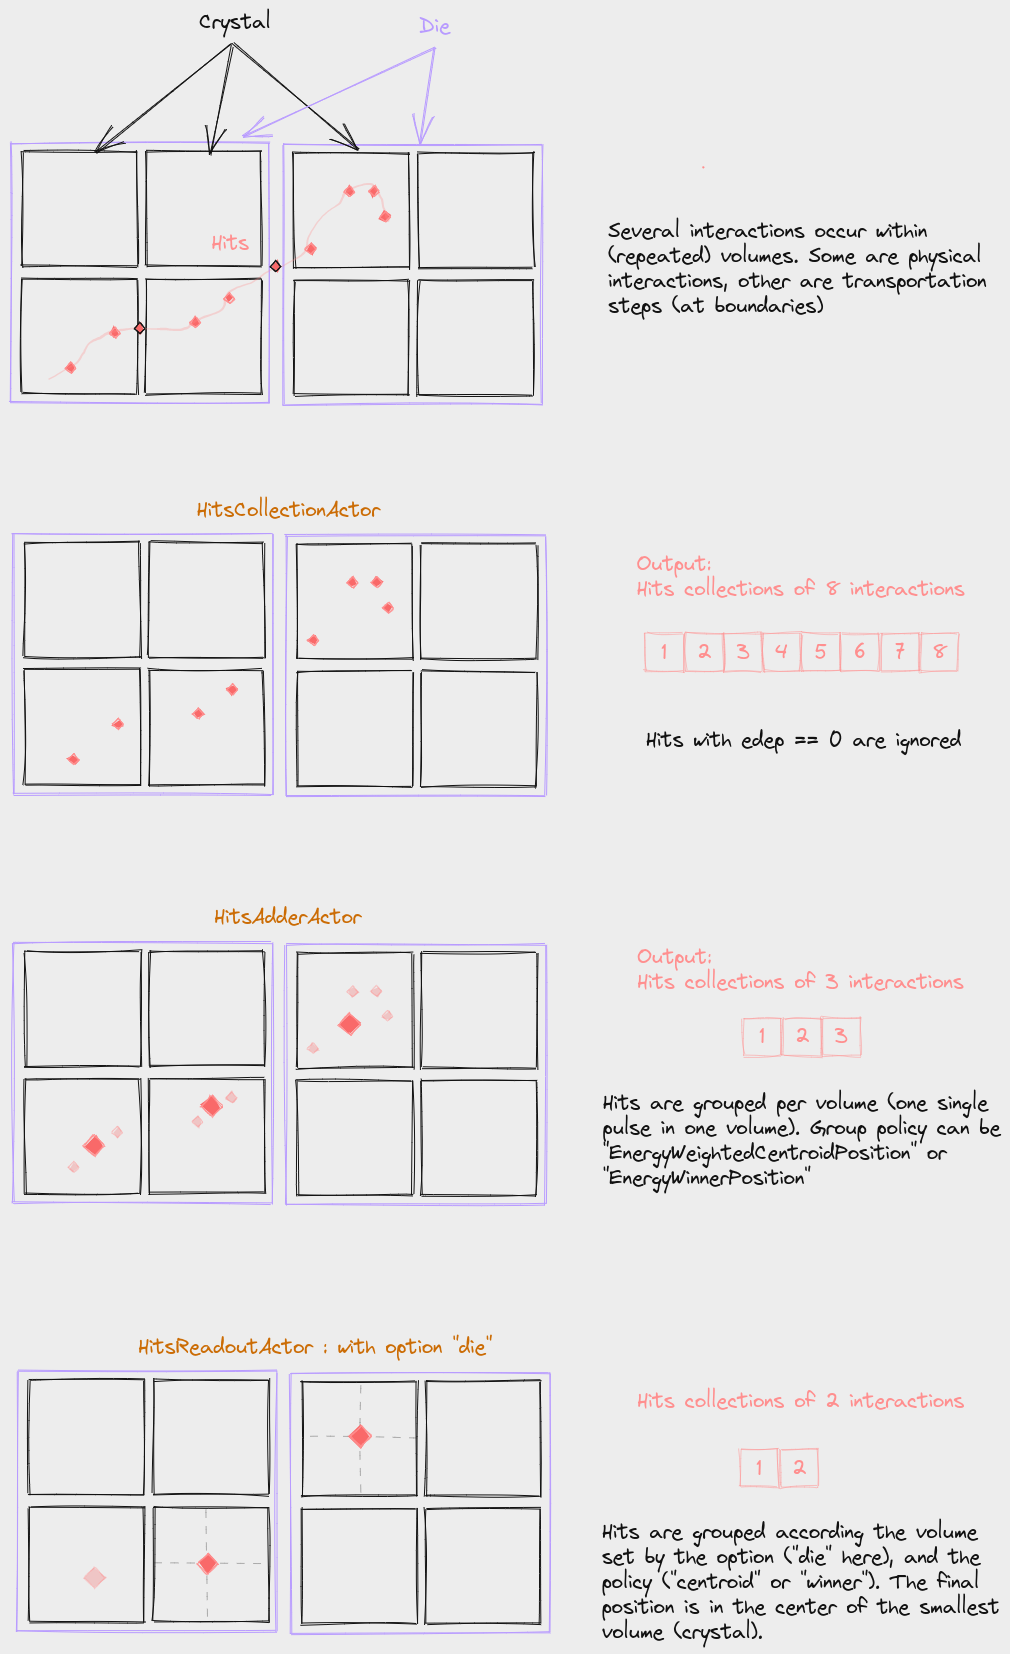 Crystal
Die
Hits
Several interactions occur within
(repeated) volumes. Some are physical
interactions, other are transportation
steps (at boundaries)
HitsCollectionActor
Output:
Hits collections of 8 interactions
1 2 3 4 5 6 7 8
Hits with edep == 0 are ignored
HitsAdderActor
Output:
Hits collections of 3 interactions
1 2 3
Hits are grouped per volume (one single
pulse in one volume). Group policy can be
"EnergyWeightedCentroidPosition" or
"EnergyWinnerPosition"
HitsReadoutActor : with option "die"
Hits collections of 2 interactions
1 2
Hits are grouped according the volume
set by the option ("die" here), and the
policy ("centroid" or "winner"). The final
position is in the center of the smallest
volume (crystal).